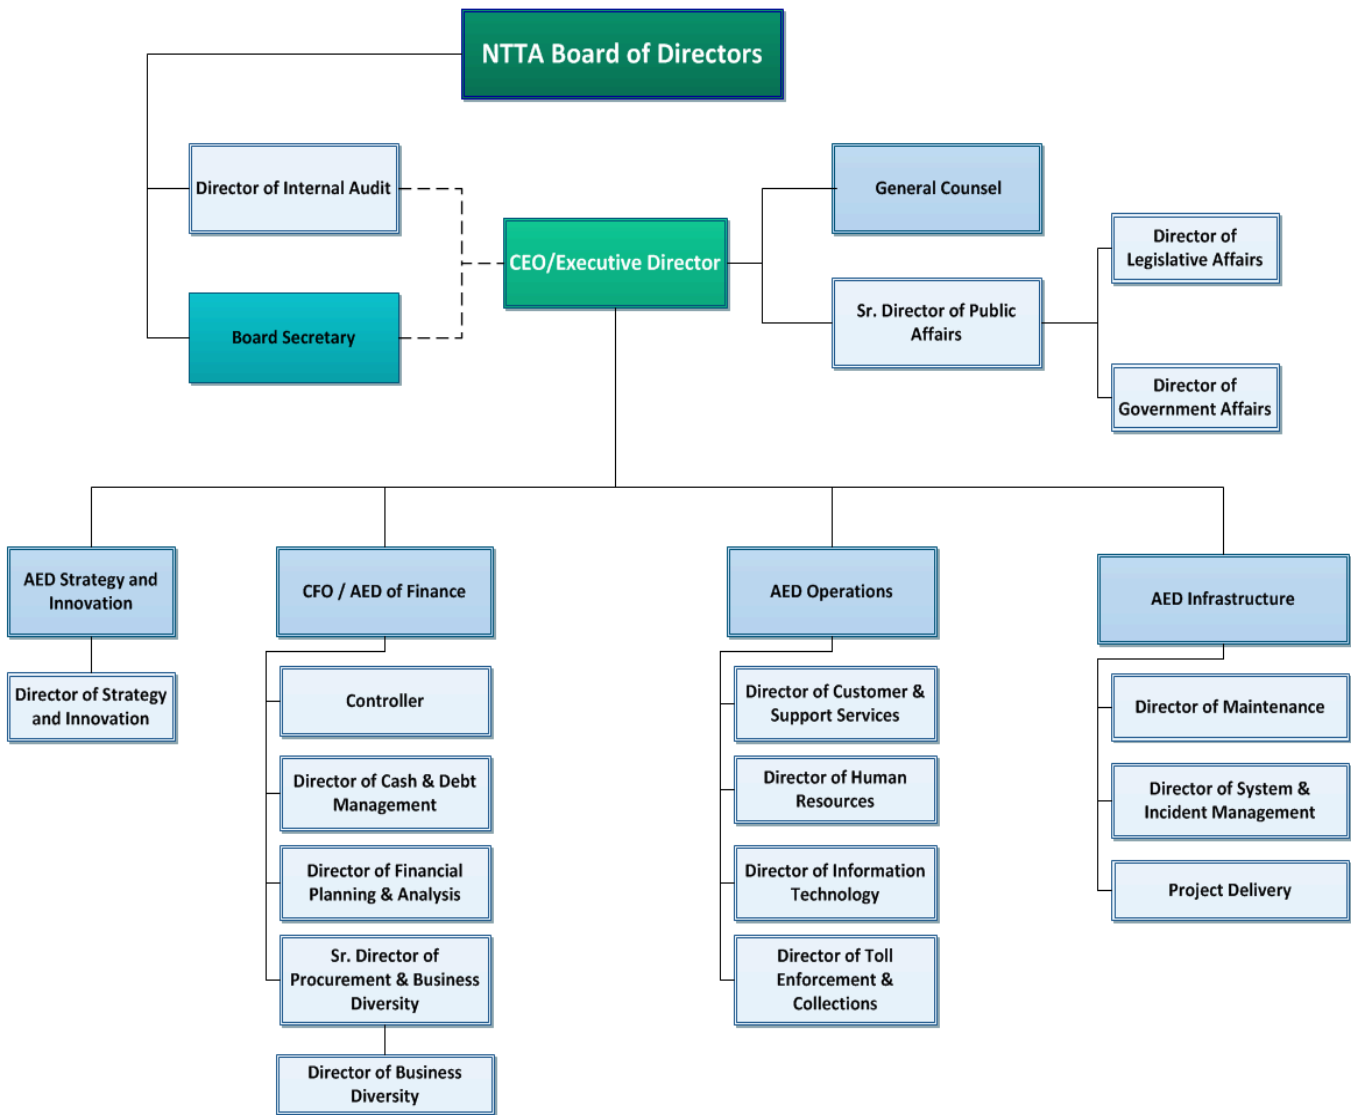 NTTA Board of Directors
Director of Internal Audit
General Counsel
CEO/Executive Director
Director of
Legislative Affairs
Board Secretary
Sr. Director of Public
Affairs
Director of
Government Affairs
AED Strategy and
Innovation
Director of Strategy
and Innovation
CFO / AED of Finance
Controller
Director of Cash & Debt
Management
Director of Financial
Planning & Analysis
Sr. Director of
Procurement & Business
Diversity
Director of Business
Diversity
AED Operations
Director of Customer &
Support Services
Director of Human
Resources
Director of Information
Technology
Director of Toll
Enforcement &
Collections
AED Infrastructure
Director of Maintenance
Director of System &
Incident Management
Project Delivery